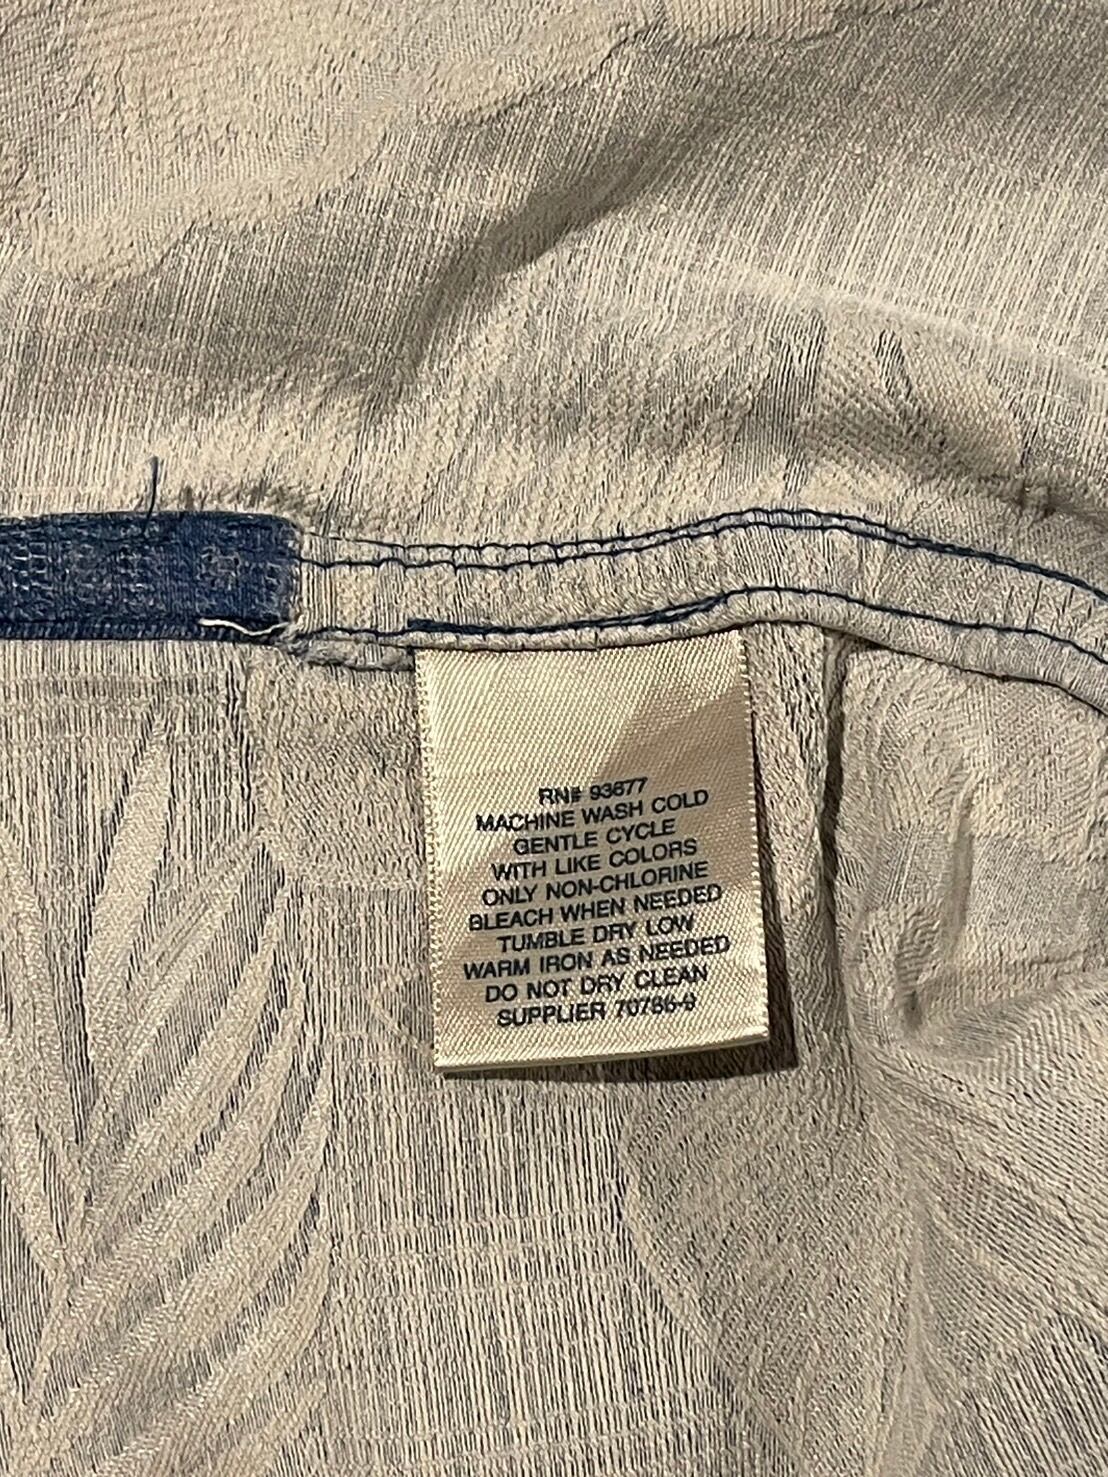 RN# 93677
MACHINE WASH COLD
GENTLE CYCLE
WITH LIKE COLORS
ONLY NON-CHLORINE
BLEACH WHEN NEEDED
TUMBLE DRY LOW
WARM IRON AS NEEDED
DO NOT DRY CLEAN
SUPPLIER 70786-9